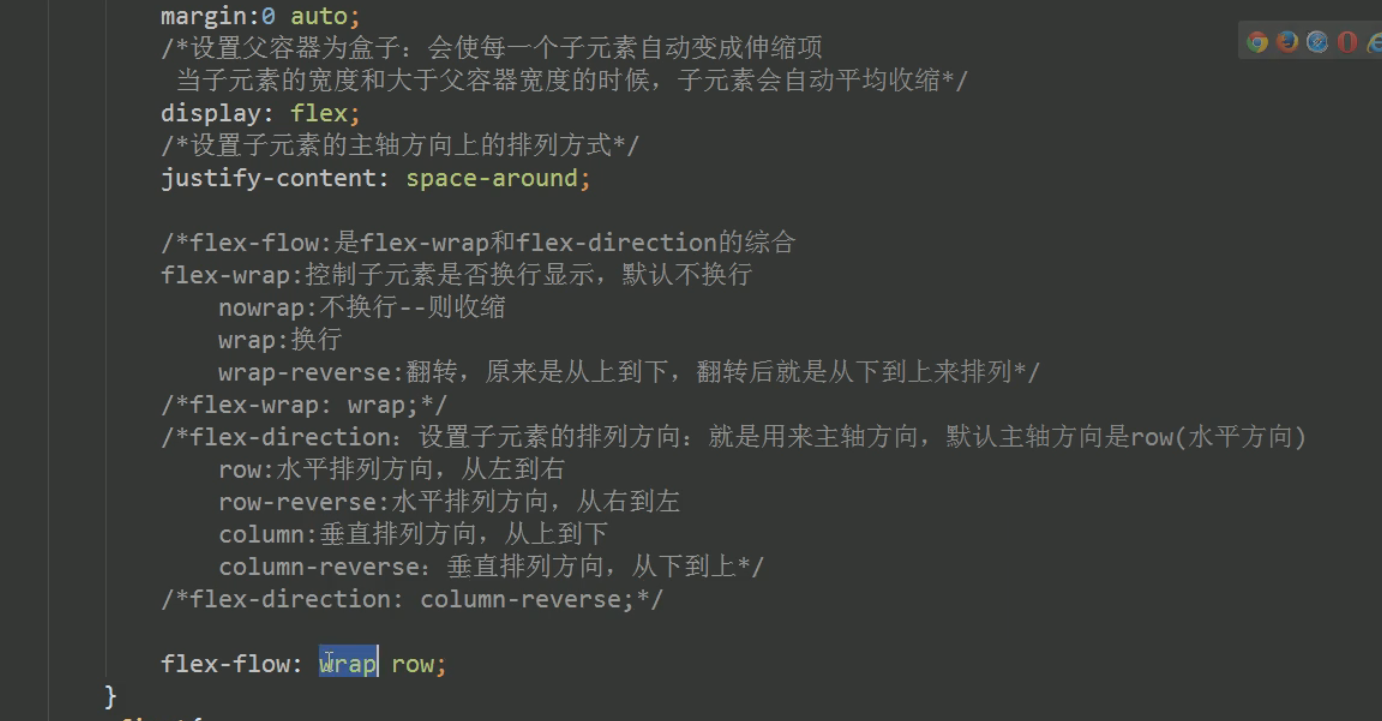 margin:0 auto;
/*设置父容器为盒子：会使每一个子元素自动变成伸缩项
当子元素的宽度和大于父容器宽度的时候，子元素会自动平均收缩*/
display: flex;
/*设置子元素的主轴方向上的排列方式*/
justify-content: space-around;
/*flex-flow:是flex-wrap和flex-direction的综合
flex-wrap:控制子元素是否换行显示，默认不换行
nowrap:不换行--则收缩
wrap:换行
wrap-reverse:翻转，原来是从上到下，翻转后就是从下到上来排列*/
/*flex-wrap: wrap;*/
/*flex-direction：设置子元素的排列方向：就是用来主轴方向，默认主轴方向是row(水平方向)
row:水平排列方向，从左到右
row-reverse:水平排列方向，从右到左
column:垂直排列方向，从上到下
column-reverse：垂直排列方向，从下到上*/
/*flex-direction: column-reverse;*/
flex-flow: wrap row;
}